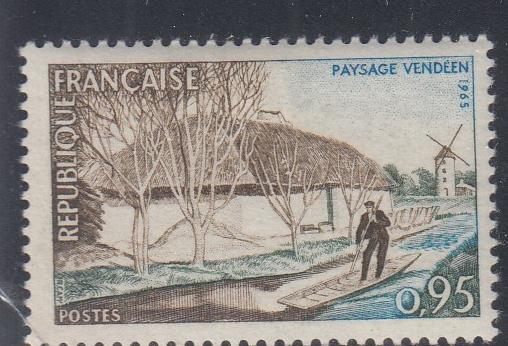 RÉPUBLIQUE
FRANÇAISE
PAYSAGE VENDÉEN
1965
POSTES
0,95